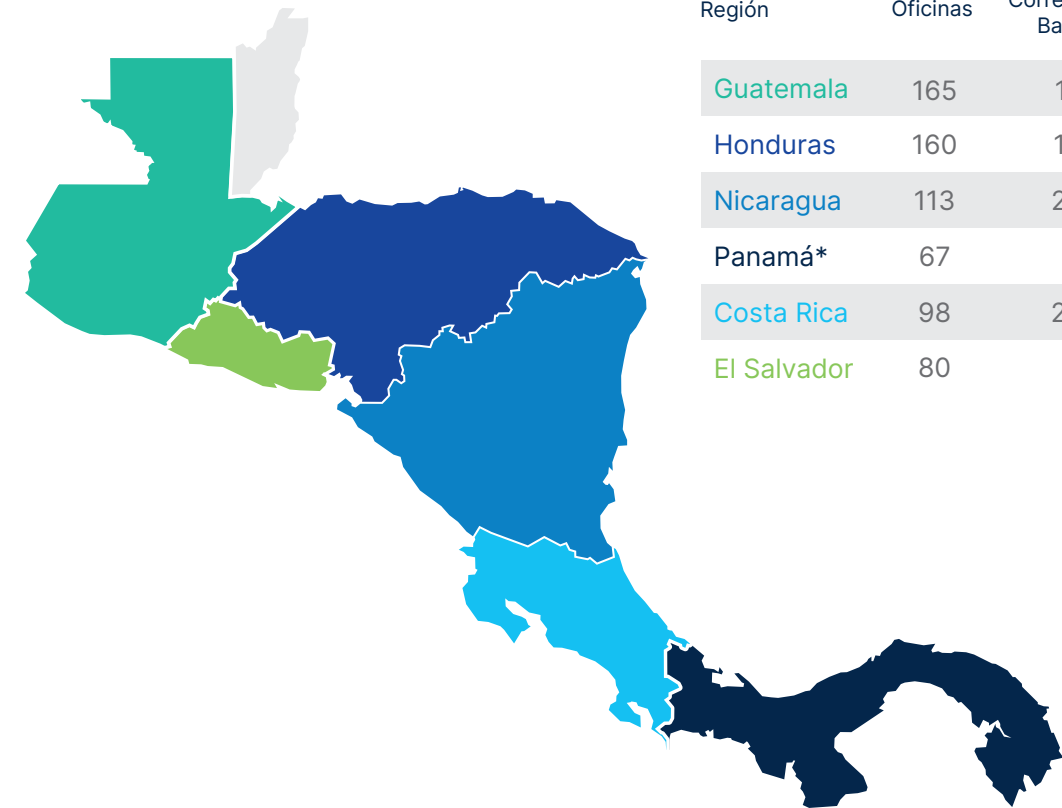 Región Oficinas
Guatemala 165
Honduras 160
Nicaragua 113
Panamá* 67
Costa Rica 98
El Salvador 80